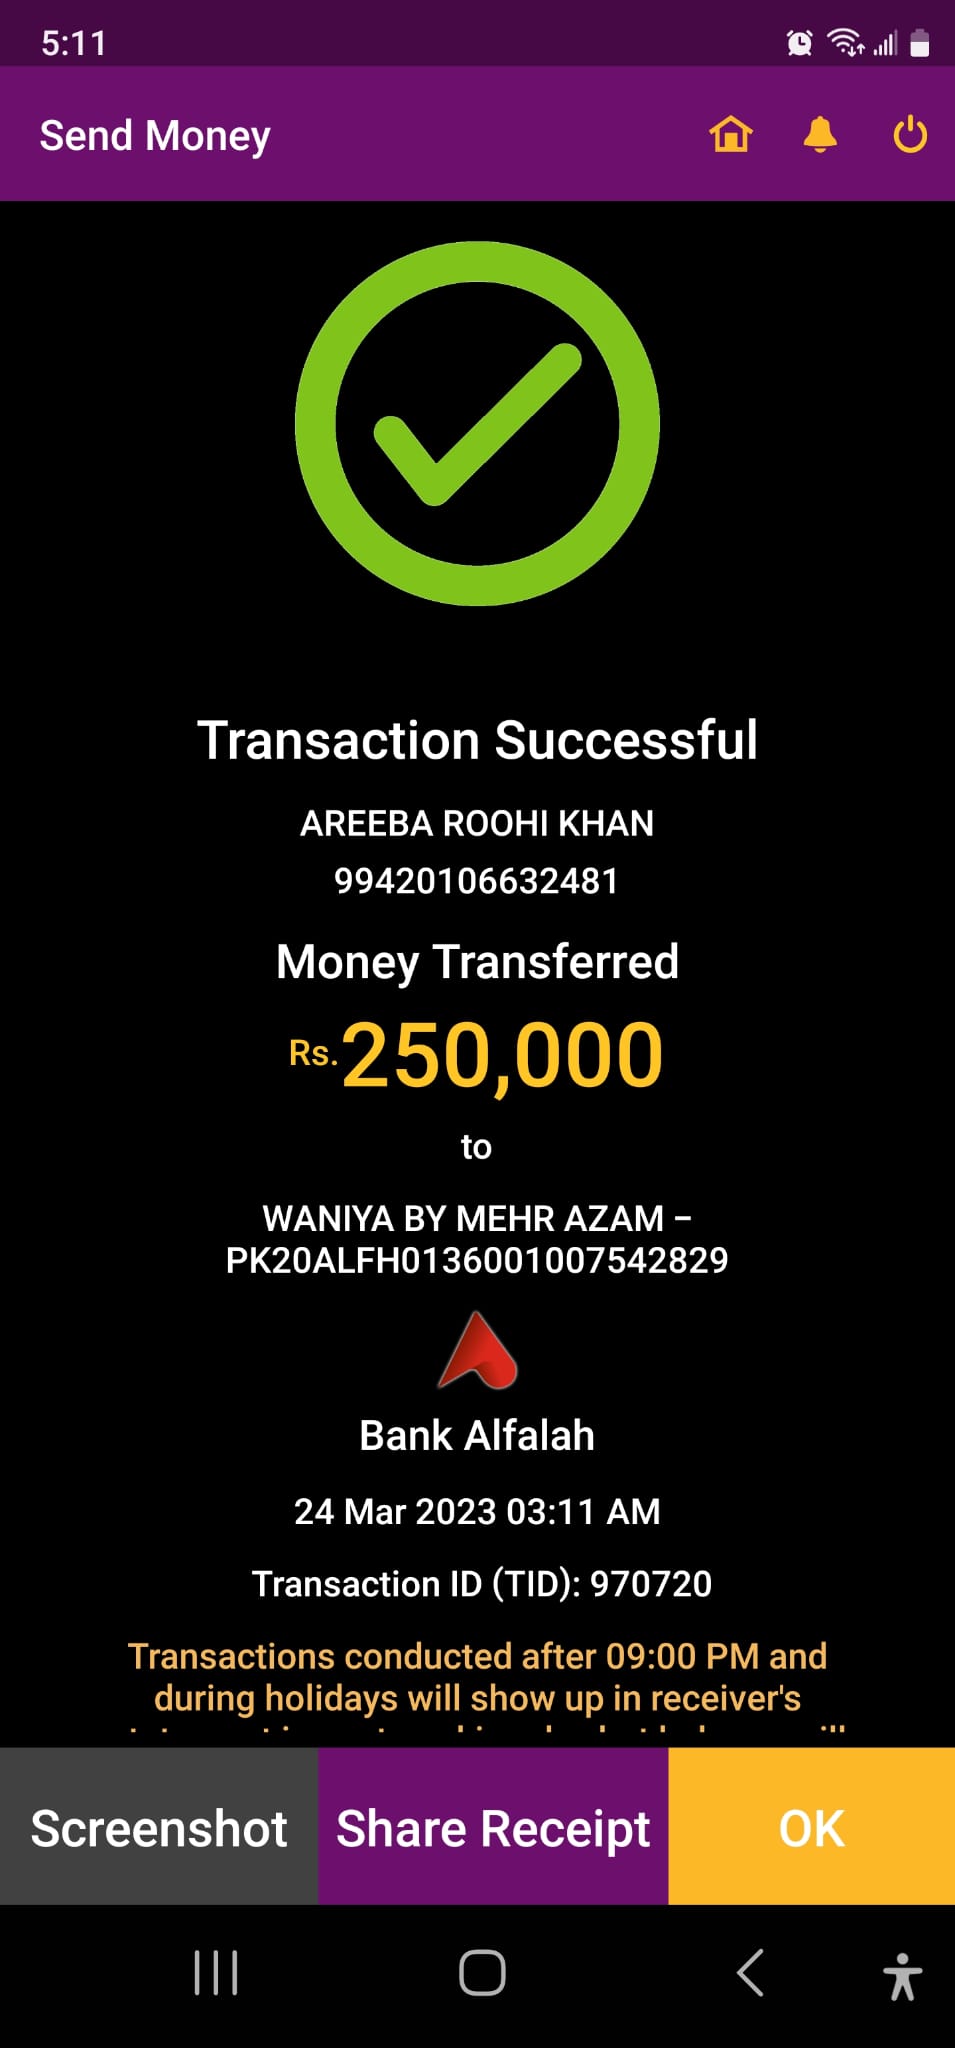 5:11
Send Money
Transaction Successful
AREEBA ROOHI KHAN
99420106632481
Money Transferred
Rs.250,000
to
WANIYA BY MEHR AZAM –
PK20ALFH0136001007542829
Bank Alfalah
24 Mar 2023 03:11 AM
Transaction ID (TID): 970720
Transactions conducted after 09:00 PM and
during holidays will show up in receiver's
Screenshot
Share Receipt
OK